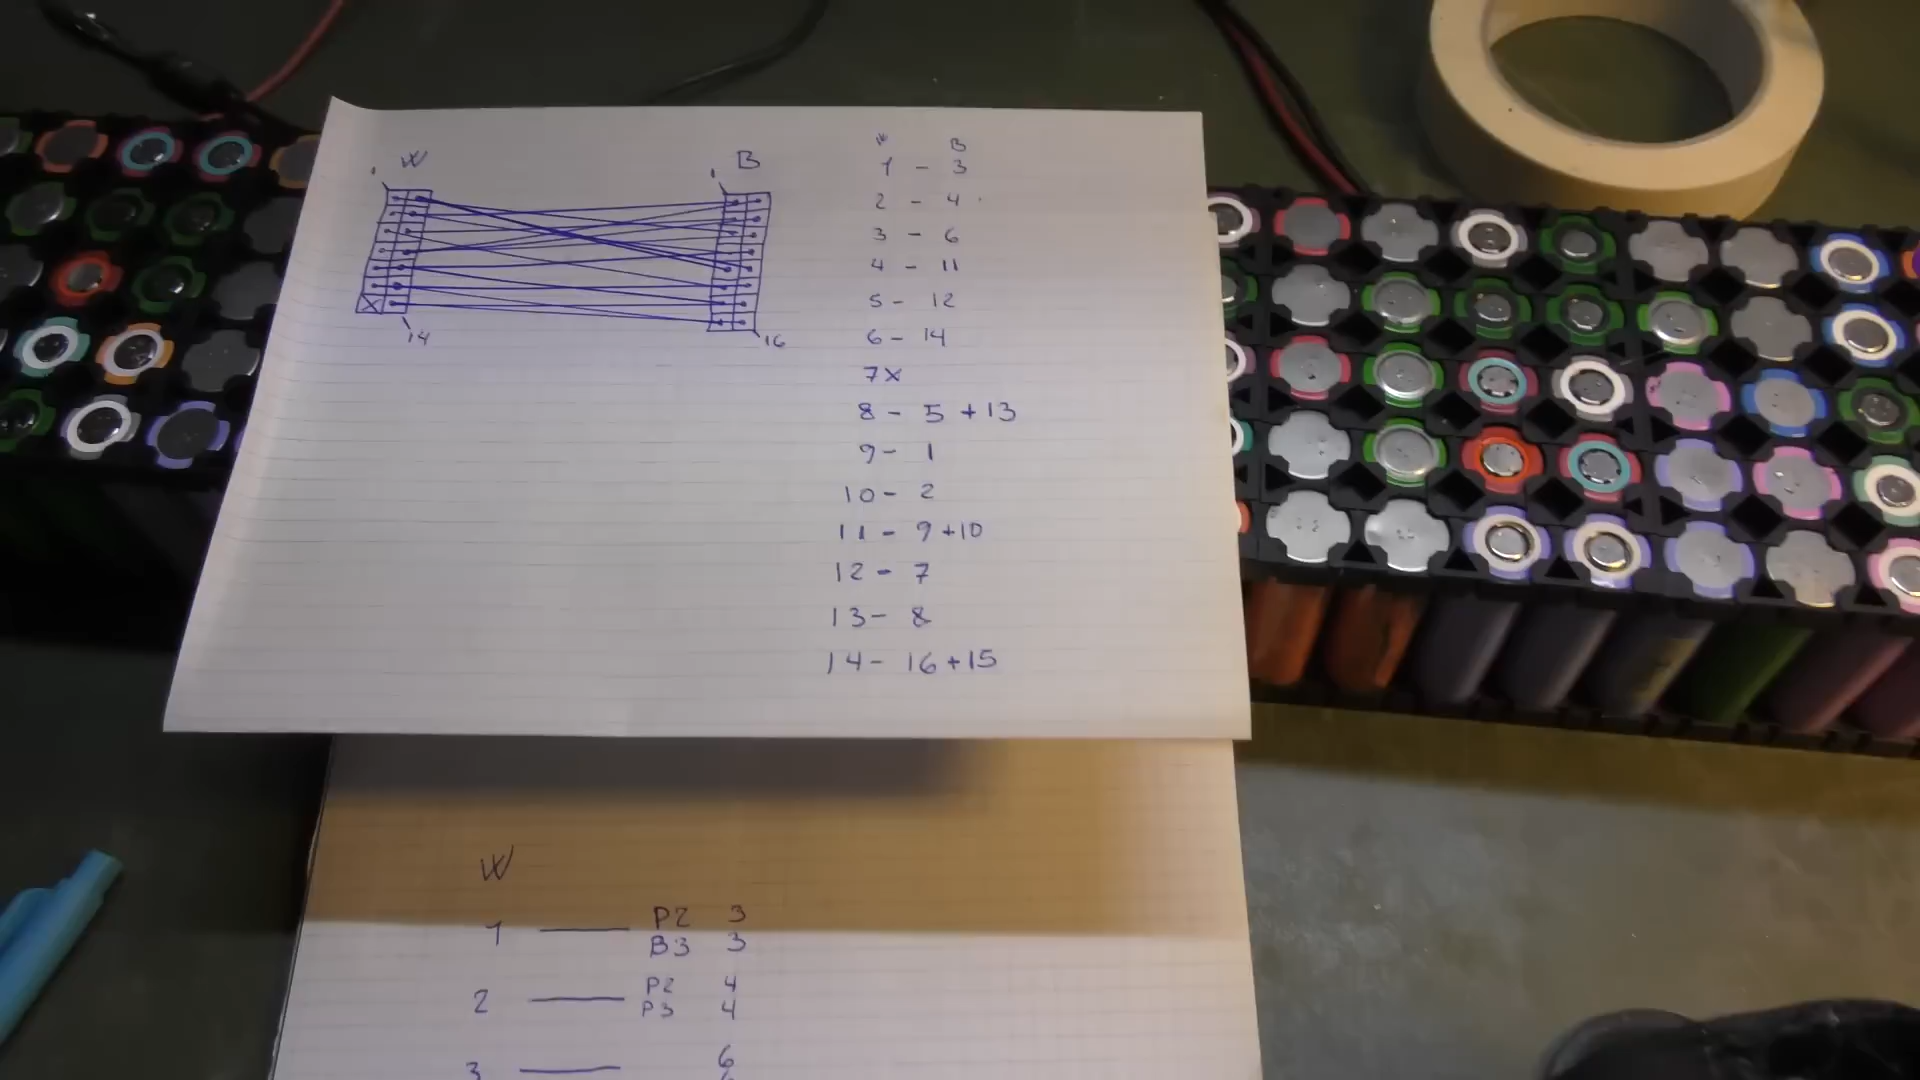 W
B
1
1
14
16
W B
1 - 3
2 - 4
3 - 6
4 - 11
5 - 12
6 - 14
7 X
8 - 5 + 13
9 - 1
10 - 2
11 - 9 + 10
12 - 7
13 - 8
14 - 16 + 15
W
1 — P2 3
B3 3
2 — P2 4
P3 4
3 — 6